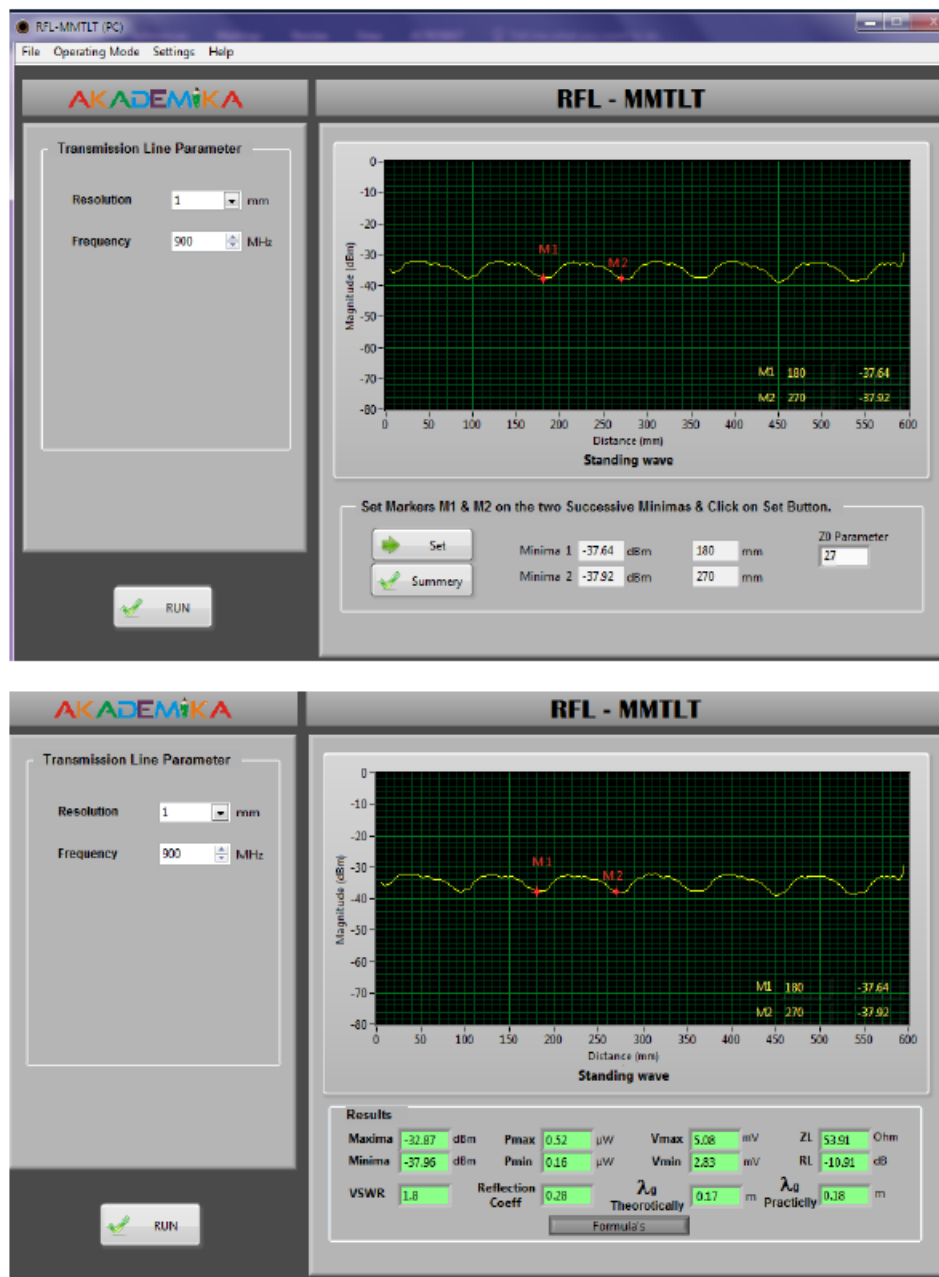 RFL-MMTLT (PC)
File Operating Mode Settings Help
AKADEMIKA
RFL - MMTLT
Transmission Line Parameter
Resolution 1 mm
Frequency 900 MHz
RUN
Magnitude (dBm)
0
-10
-20
-30
-40
-50
-60
-70
-80
M1
M2
M1 180 -37.64
M2 270 -37.92
0 50 100 150 200 250 300 350 400 450 500 550 600
Distance (mm)
Standing wave
Set Markers M1 & M2 on the two Successive Minimas & Click on Set Button.
Set
Summery
Minima 1 -37.64 dBm 180 mm
Minima 2 -37.92 dBm 270 mm
Z0 Parameter
27
AKADEMIKA
RFL - MMTLT
Transmission Line Parameter
Resolution 1 mm
Frequency 900 MHz
RUN
Magnitude (dBm)
0
-10
-20
-30
-40
-50
-60
-70
-80
M1
M2
M1 180 -37.64
M2 270 -37.92
0 50 100 150 200 250 300 350 400 450 500 550 600
Distance (mm)
Standing wave
Results
Maxima -32.87 dBm Pmax 0.52 µW Vmax 5.08 mV ZL 53.91 Ohm
Minima -37.96 dBm Pmin 0.16 µW Vmin 2.83 mV RL -10.91 dB
VSWR 1.8 Reflection Coeff 0.28 λg Theorotically 0.17 m λg Practiclly 0.18 m
Formula's